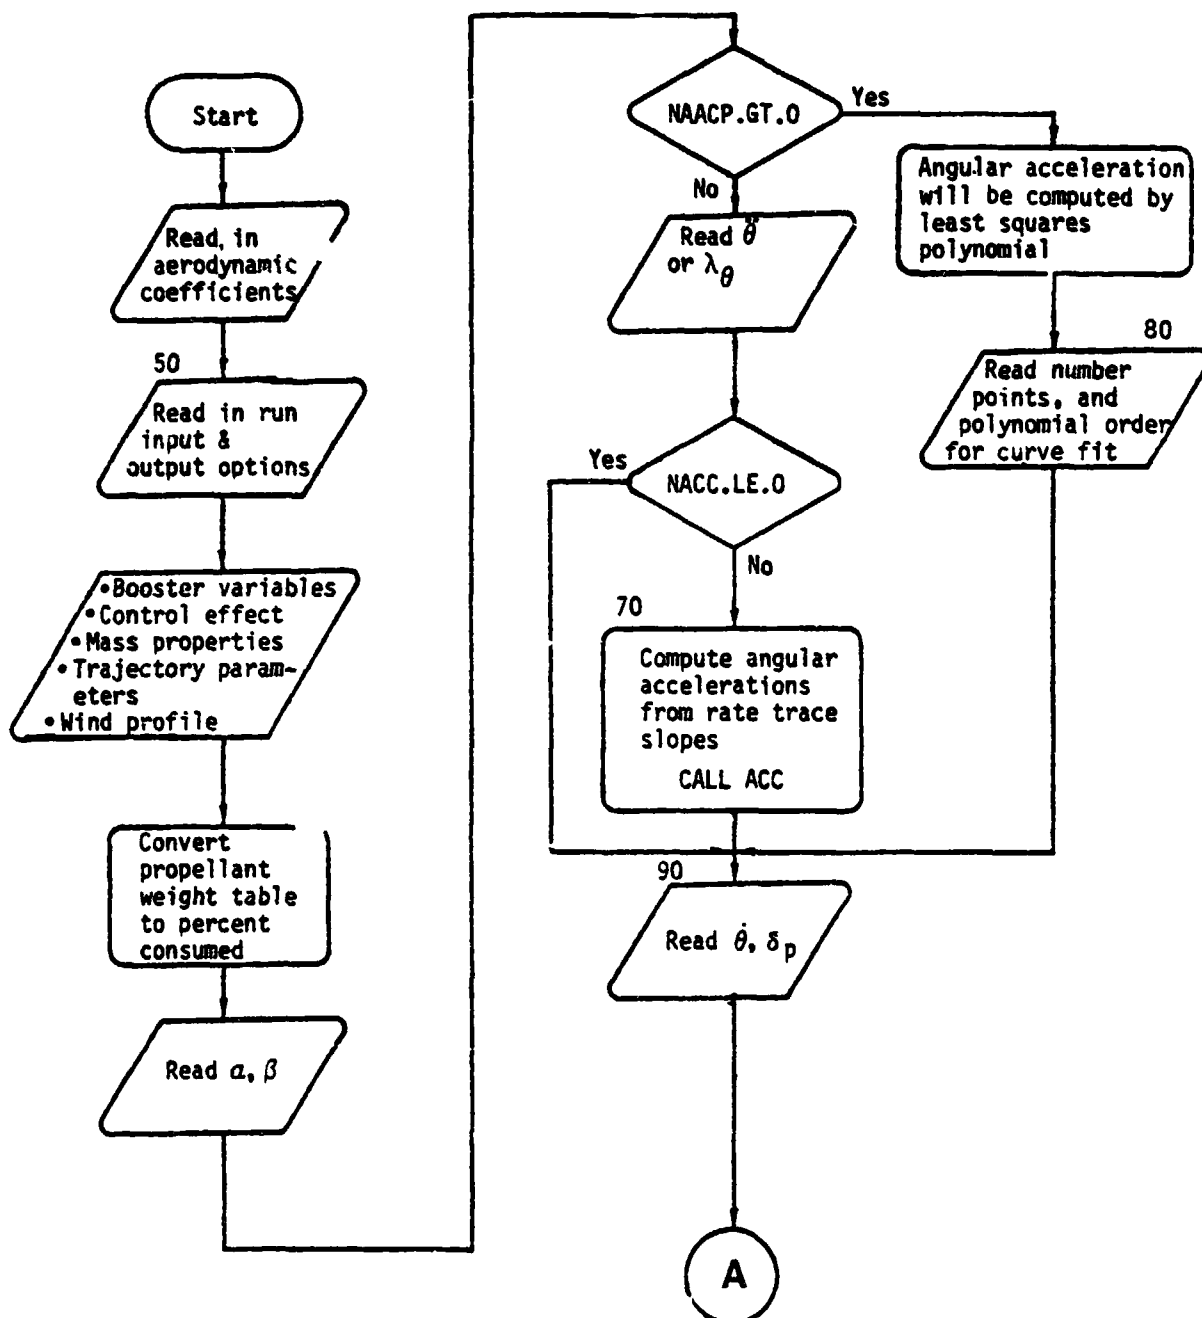 Start
Read, in
aerodynamic
coefficients
50
Read in run
input &
output options
•Booster variables
•Control effect
•Mass properties
•Trajectory param-
eters
•Wind profile
Convert
propellant
weight table
to percent
consumed
Read α, β
NAACP.GT.0
Yes
No
Angular acceleration
will be computed by
least squares
polynomial
Read θ̈
or λ_θ
80
Read number
points, and
polynomial order
for curve fit
Yes
NACC.LE.0
No
70
Compute angular
accelerations
from rate trace
slopes
CALL ACC
90
Read θ̇, δ_p
A